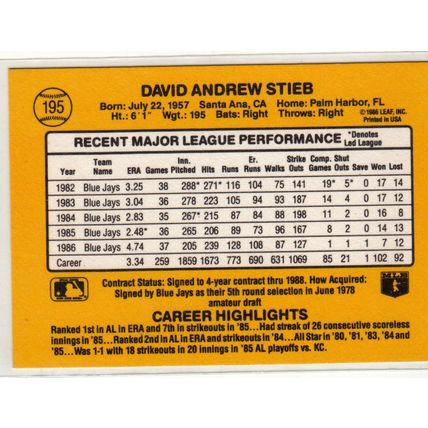 195
DAVID ANDREW STIEB
Born: July 22, 1957 Santa Ana, CA Home: Palm Harbor, FL
Ht.: 6'1" Wgt.: 195 Bats: Right Throws: Right
© 1986 LEAF, INC.
Printed in USA
RECENT MAJOR LEAGUE PERFORMANCE *Denotes Led League
Year Team Name ERA Games Inn. Pitched Hits Runs Er. Runs Walks Strike Outs Comp. Games Shut Outs Save Won Lost
1982 Blue Jays 3.25 38 288* 271* 116 104 75 141 19* 5* 0 17 14
1983 Blue Jays 3.04 36 278 223 105 94 93 187 14 4 0 17 12
1984 Blue Jays 2.83 35 267* 215 87 84 88 198 11 2 0 16 8
1985 Blue Jays 2.48* 36 265 206 89 73 96 167 8 2 0 14 13
1986 Blue Jays 4.74 37 205 239 128 108 87 127 1 1 1 7 12
Career 3.34 259 1859 1673 773 690 631 1069 85 21 1 102 92
Contract Status: Signed to 4-year contract thru 1988. How Acquired:
Signed by Blue Jays as their 5th round selection in June 1978
amateur draft
MLB
CAREER HIGHLIGHTS
Ranked 1st in AL in ERA and 7th in strikeouts in '85...Had streak of 26 consecutive scoreless
innings in '85...Ranked 2nd in AL in ERA and strikeouts in '84...All Star in '80, '81, '83, '84 and
'85...Was 1-1 with 18 strikeouts in 20 innings in '85 AL playoffs vs. KC.